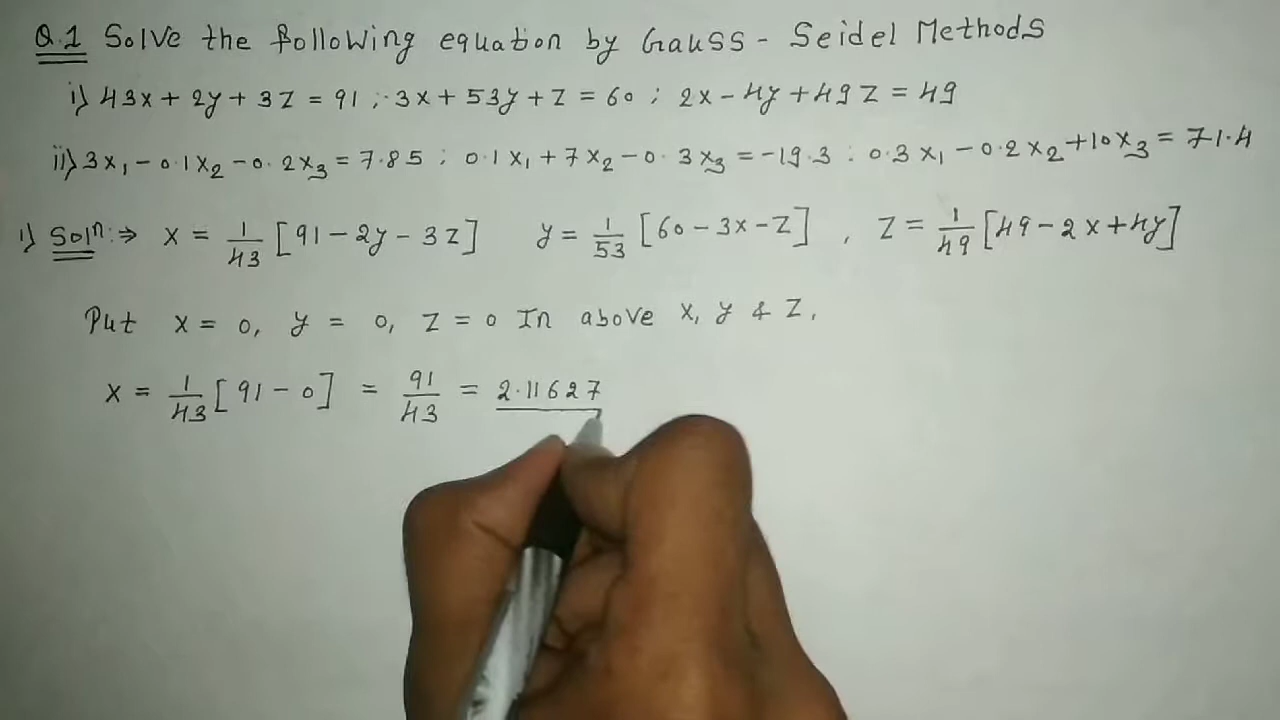 Q.1 Solve the following equation by Gauss - Seidel Methods
i) 43x + 2y + 3z = 91 ; 3x + 53y + z = 60 ; 2x - 4y + 49z = 49
ii) 3x₁ - 0.1x₂ - 0.2x₃ = 7.85 ; 0.1x₁ + 7x₂ - 0.3x₃ = -19.3 : 0.3x₁ - 0.2x₂ + 10x₃ = 71.4
i) Solⁿ :⇒ x = 1/43 [91 - 2y - 3z] y = 1/53 [60 - 3x - z] , z = 1/49 [49 - 2x + 4y]
Put x = 0, y = 0, z = 0 In above x, y & z,
x = 1/43 [91 - 0] = 91/43 = 2.11627